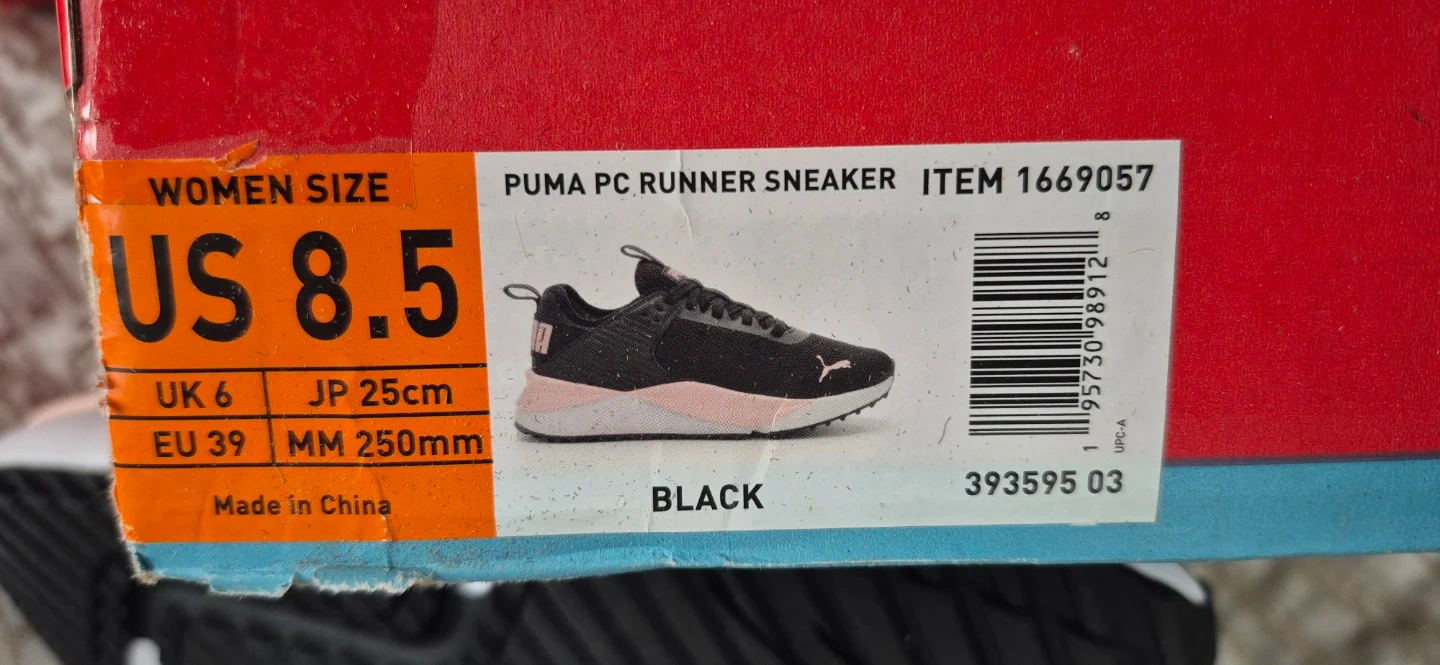 WOMEN SIZE
US 8.5
UK 6 JP 25cm
EU 39 MM 250mm
Made in China
PUMA PC RUNNER SNEAKER ITEM 1669057
BLACK
1 95730 98912 8
UPC-A
393595 03